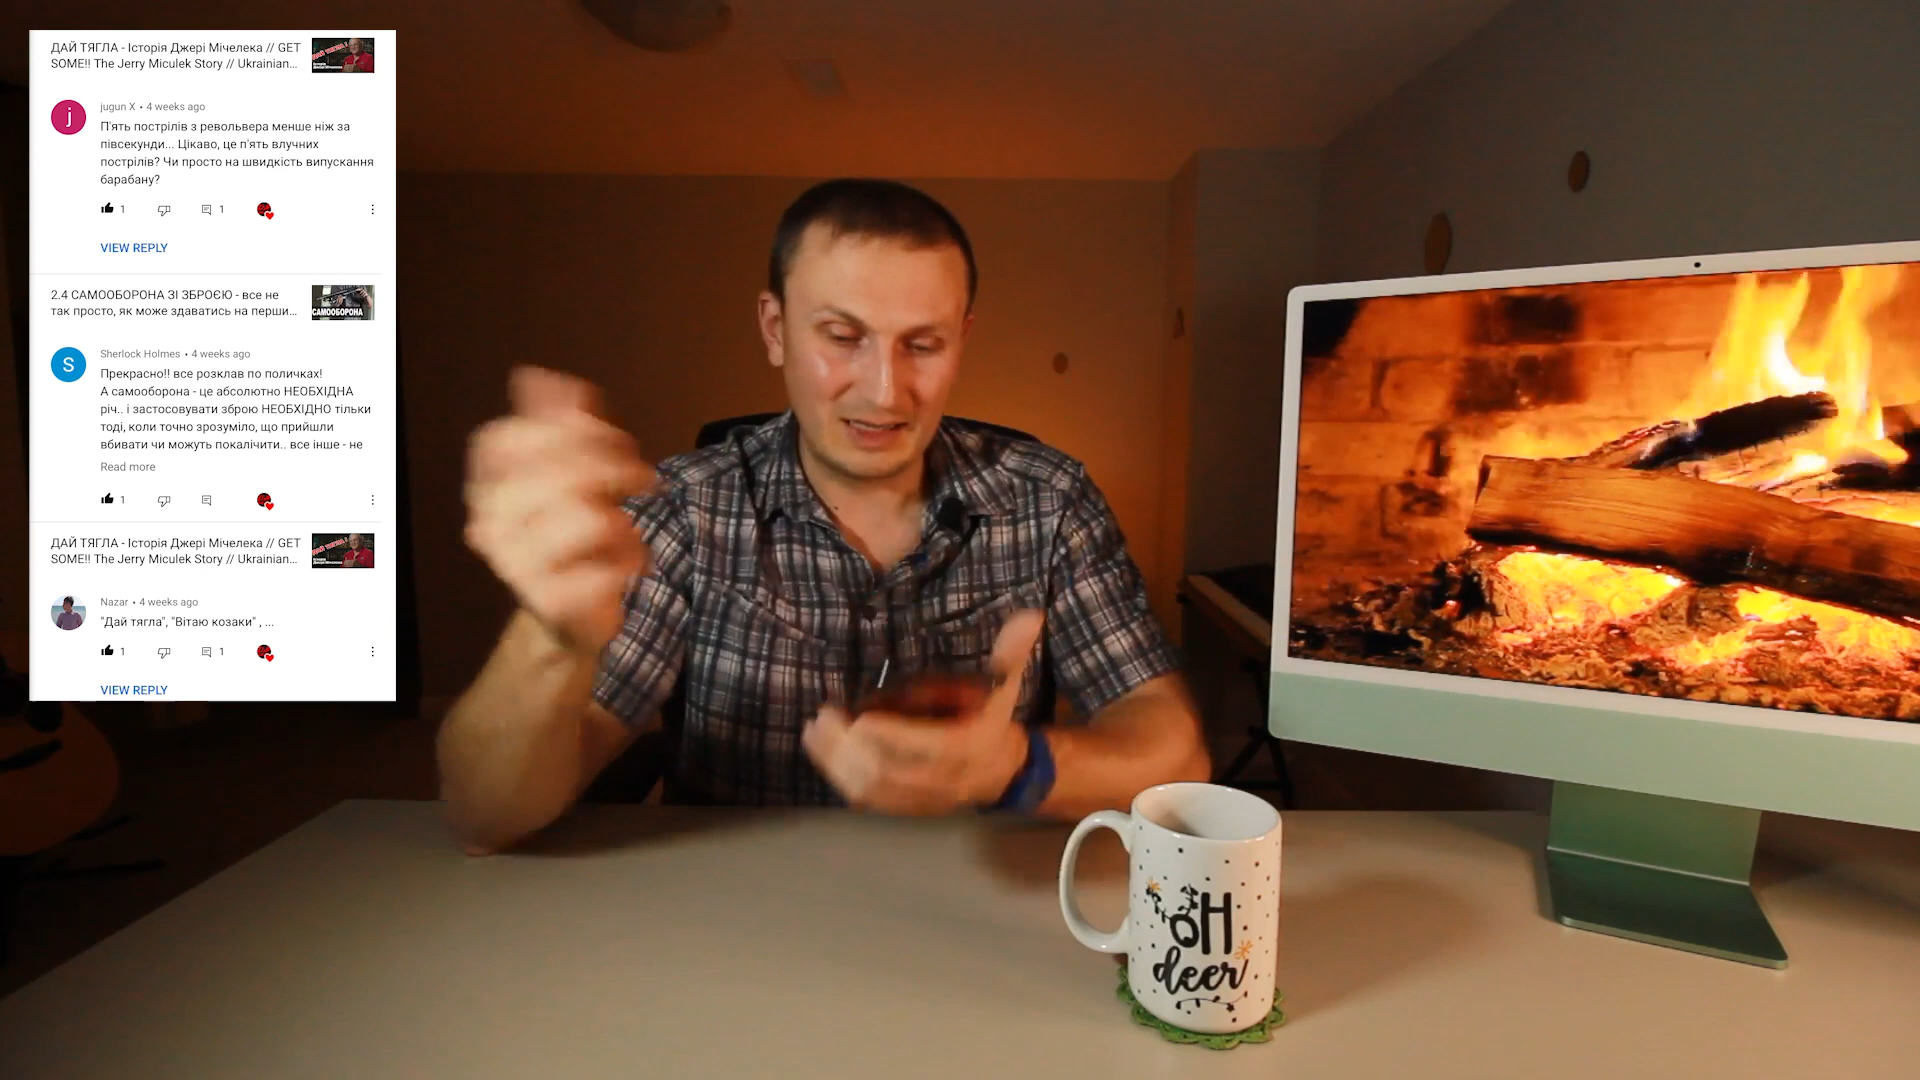 ДАЙ ТЯГЛА - Історія Джері Мічелека // GET
SOME!! The Jerry Miculek Story // Ukrainian...
j
jugun X • 4 weeks ago
П'ять пострілів з револьвера менше ніж за
півсекунди... Цікаво, це п'ять влучних
пострілів? Чи просто на швидкість випускання
барабану?
1
1
VIEW REPLY
2.4 САМООБОРОНА ЗІ ЗБРОЄЮ - все не
так просто, як може здаватись на перши...
САМООБОРОНА
S
Sherlock Holmes • 4 weeks ago
Прекрасно!! все розклав по поличках!
А самооборона - це абсолютно НЕОБХІДНА
річ.. і застосовувати зброю НЕОБХІДНО тільки
тоді, коли точно зрозуміло, що прийшли
вбивати чи можуть покалічити.. все інше - не
Read more
1
ДАЙ ТЯГЛА - Історія Джері Мічелека // GET
SOME!! The Jerry Miculek Story // Ukrainian...
Nazar • 4 weeks ago
"Дай тягла", "Вітаю козаки" , ...
1
1
VIEW REPLY
OH
deer